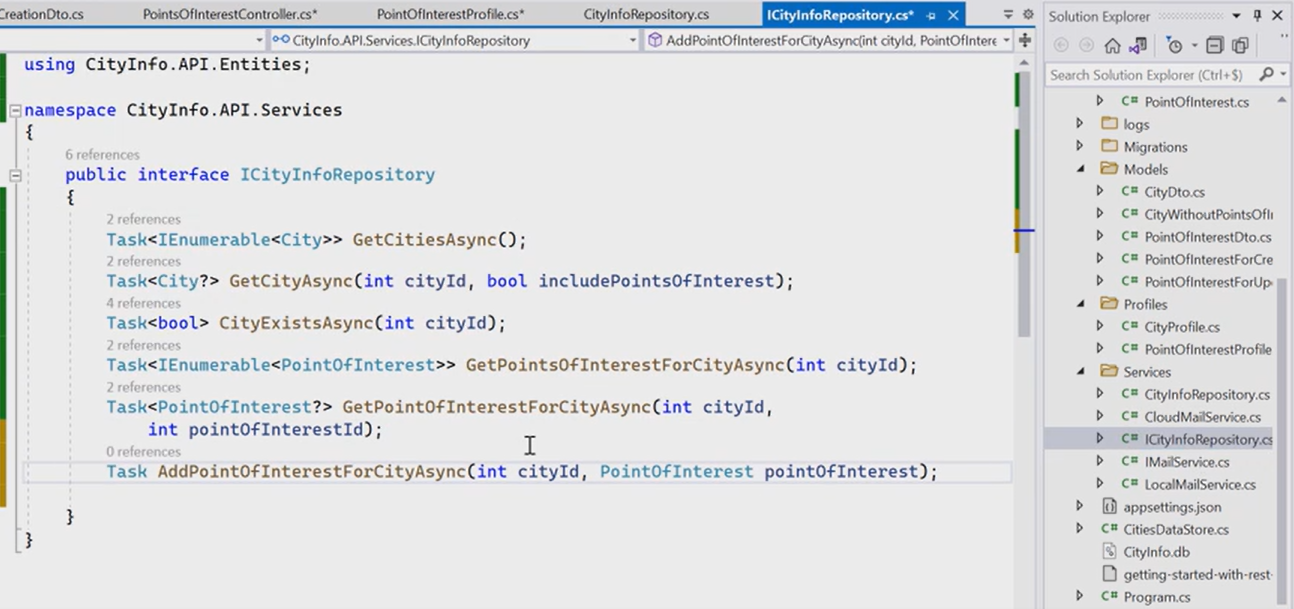 CreationDto.cs
PointsOfInterestController.cs*
PointOfInterestProfile.cs*
CityInfoRepository.cs
ICityInfoRepository.cs*
CityInfo.API.Services.ICityInfoRepository
AddPointOfInterestForCityAsync(int cityId, PointOfIntere
using CityInfo.API.Entities;
namespace CityInfo.API.Services
{
6 references
public interface ICityInfoRepository
{
2 references
Task<IEnumerable<City>> GetCitiesAsync();
2 references
Task<City?> GetCityAsync(int cityId, bool includePointsOfInterest);
4 references
Task<bool> CityExistsAsync(int cityId);
2 references
Task<IEnumerable<PointOfInterest>> GetPointsOfInterestForCityAsync(int cityId);
2 references
Task<PointOfInterest?> GetPointOfInterestForCityAsync(int cityId,
int pointOfInterestId);
0 references
Task AddPointOfInterestForCityAsync(int cityId, PointOfInterest pointOfInterest);
}
}
Solution Explorer
Search Solution Explorer (Ctrl+$)
C# PointOfInterest.cs
logs
Migrations
Models
C# CityDto.cs
C# CityWithoutPointsOfI
C# PointOfInterestDto.cs
C# PointOfInterestForCre
C# PointOfInterestForUp
Profiles
C# CityProfile.cs
C# PointOfInterestProfile
Services
C# CityInfoRepository.cs
C# CloudMailService.cs
C# ICityInfoRepository.cs
C# IMailService.cs
C# LocalMailService.cs
appsettings.json
C# CitiesDataStore.cs
CityInfo.db
getting-started-with-rest-
C# Program.cs